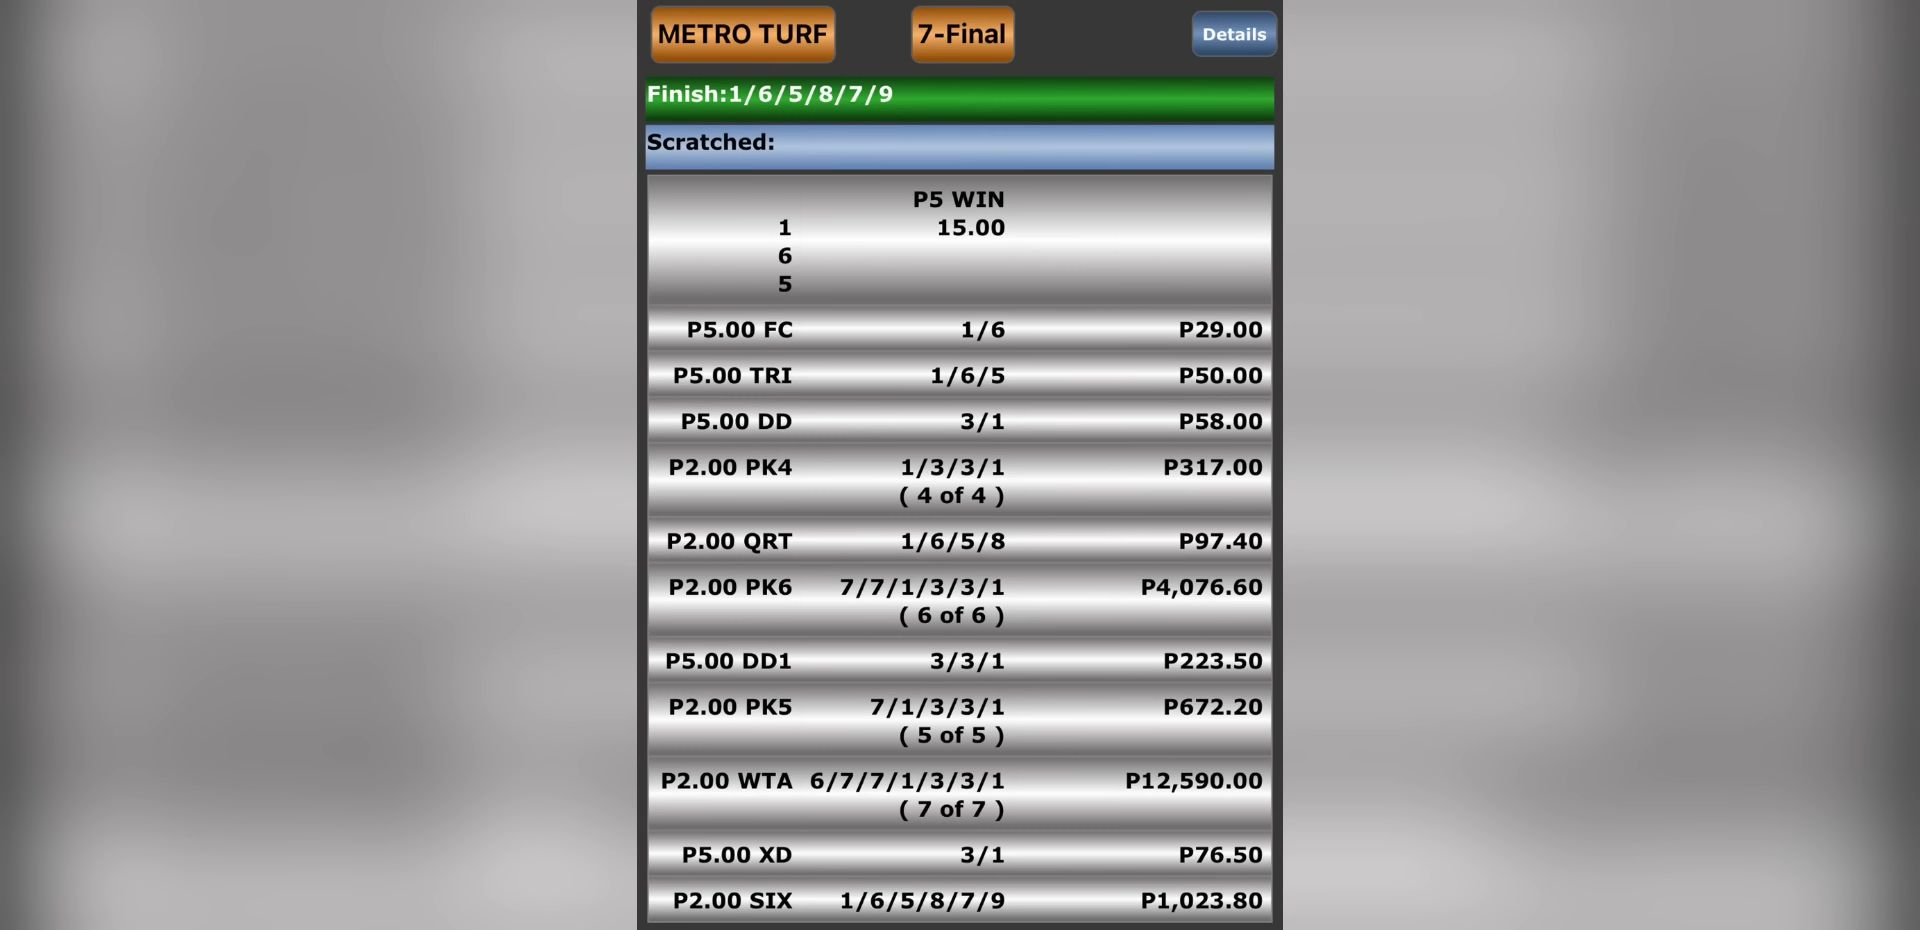 METRO TURF 7-Final Details
Finish:1/6/5/8/7/9
Scratched:
P5 WIN
1 15.00
6
5
P5.00 FC 1/6 P29.00
P5.00 TRI 1/6/5 P50.00
P5.00 DD 3/1 P58.00
P2.00 PK4 1/3/3/1 P317.00
( 4 of 4 )
P2.00 QRT 1/6/5/8 P97.40
P2.00 PK6 7/7/1/3/3/1 P4,076.60
( 6 of 6 )
P5.00 DD1 3/3/1 P223.50
P2.00 PK5 7/1/3/3/1 P672.20
( 5 of 5 )
P2.00 WTA 6/7/7/1/3/3/1 P12,590.00
( 7 of 7 )
P5.00 XD 3/1 P76.50
P2.00 SIX 1/6/5/8/7/9 P1,023.80